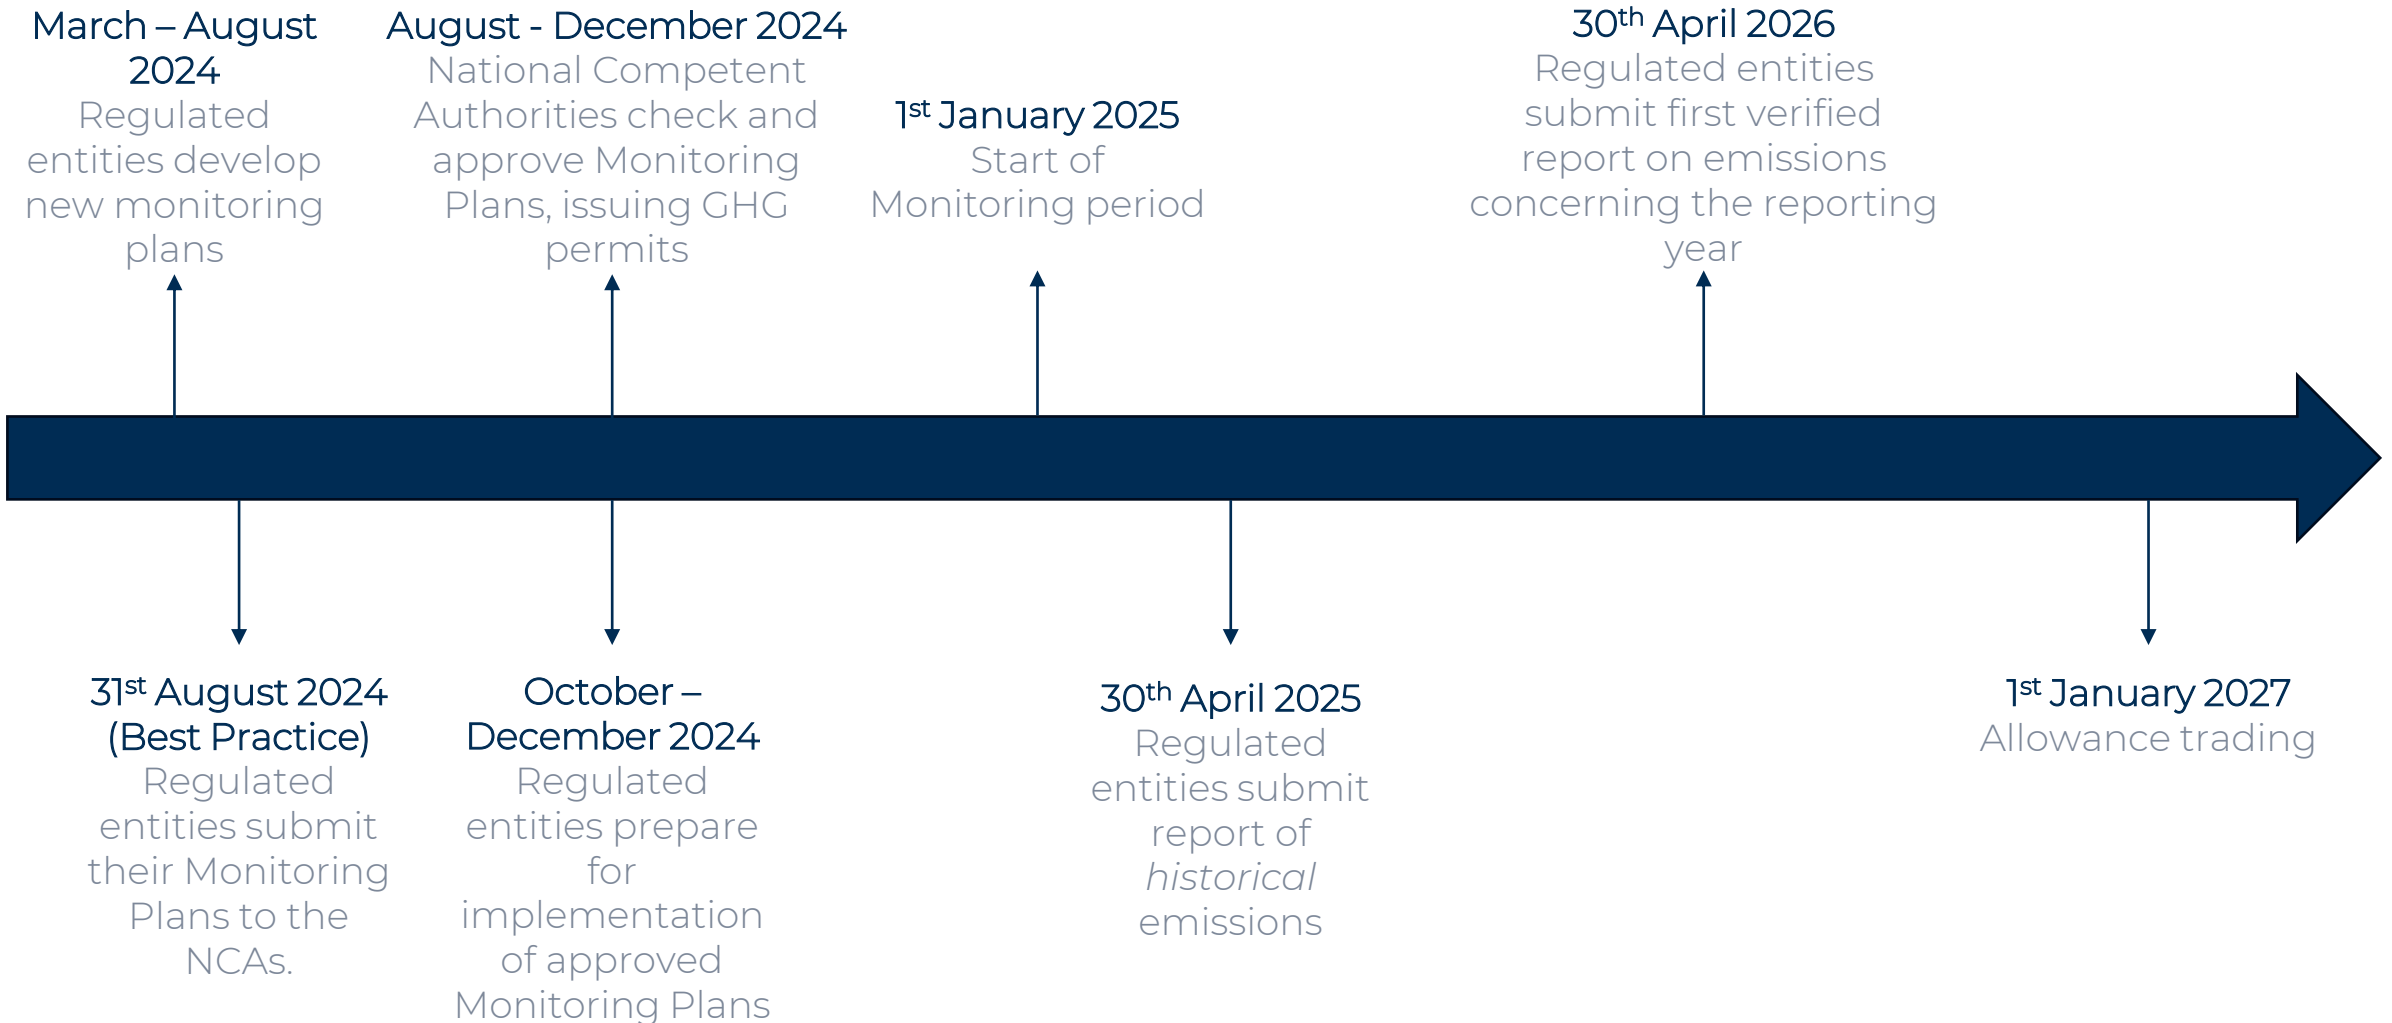 March – August
2024
Regulated
entities develop
new monitoring
plans
August - December 2024
National Competent
Authorities check and
approve Monitoring
Plans, issuing GHG
permits
1st January 2025
Start of
Monitoring period
30th April 2026
Regulated entities
submit first verified
report on emissions
concerning the reporting
year
31st August 2024
(Best Practice)
Regulated
entities submit
their Monitoring
Plans to the
NCAs.
October –
December 2024
Regulated
entities prepare
for
implementation
of approved
Monitoring Plans
30th April 2025
Regulated
entities submit
report of
historical
emissions
1st January 2027
Allowance trading